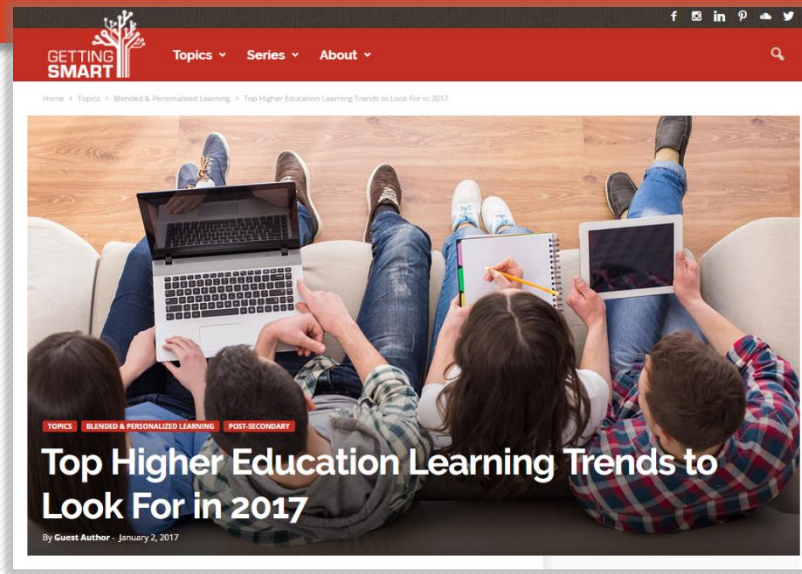 GETTING
SMART
Topics Series About
Home > Topics > Blended & Personalized Learning > Top Higher Education Learning Trends to Look For in 2017
TOPICS BLENDED & PERSONALIZED LEARNING POST-SECONDARY
Top Higher Education Learning Trends to
Look For in 2017
By Guest Author - January 2, 2017